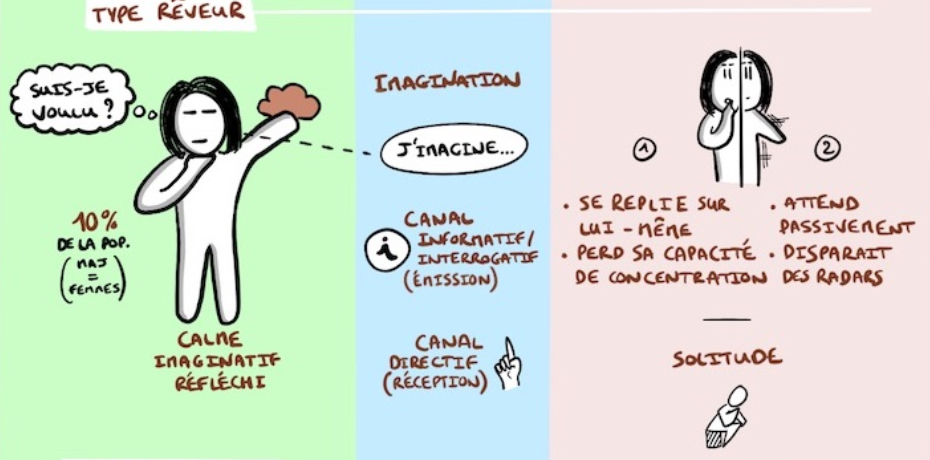 TYPE RÊVEUR
SUIS-JE
VOULU ?
10%
DE LA POP.
(MAJ
=
FEMMES)
CALME
IMAGINATIF
RÉFLÉCHI
IMAGINATION
J'IMAGINE...
i
CANAL
INFORMATIF/
INTERROGATIF
(ÉMISSION)
CANAL
DIRECTIF
(RÉCEPTION)
1
• SE REPLIE SUR
LUI-MÊME
• PERD SA CAPACITÉ
DE CONCENTRATION
2
• ATTEND
PASSIVEMENT
• DISPARAIT
DES RADARS
SOLITUDE